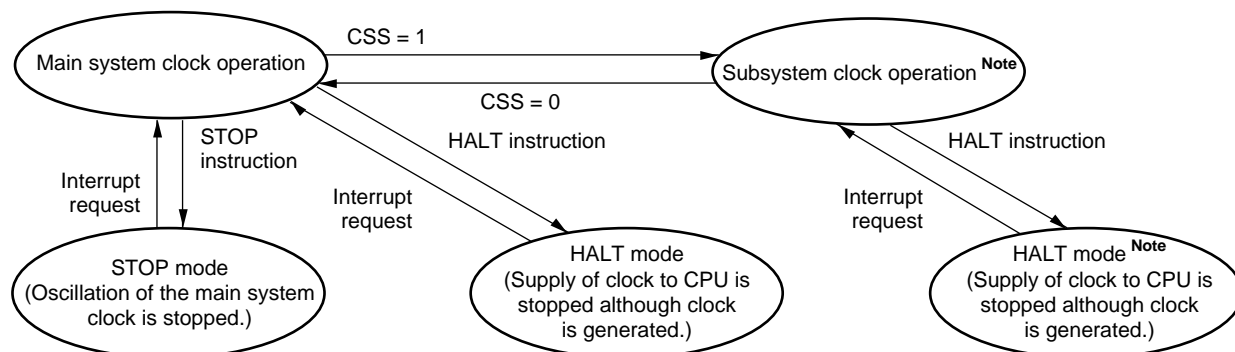 CSS = 1
Main system clock operation
Subsystem clock operation Note
CSS = 0
STOP
instruction
HALT instruction
HALT instruction
Interrupt
request
Interrupt
request
Interrupt
request
STOP mode
(Oscillation of the main system
clock is stopped.)
HALT mode
(Supply of clock to CPU is
stopped although clock
is generated.)
HALT mode Note
(Supply of clock to CPU is
stopped although clock
is generated.)